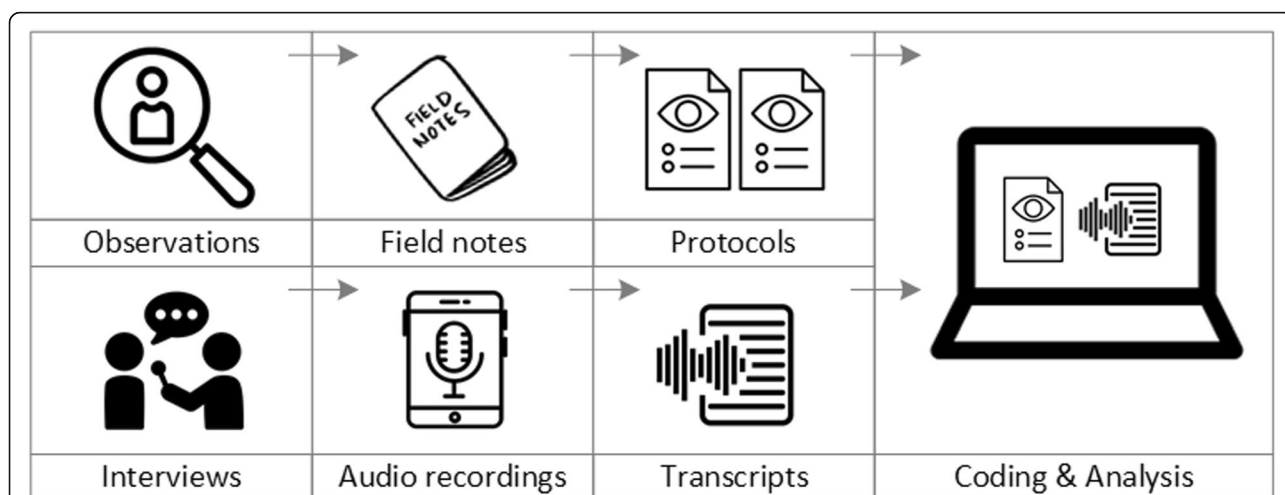 FIELD
NOTES
Observations
Field notes
Protocols
Interviews
Audio recordings
Transcripts
Coding & Analysis